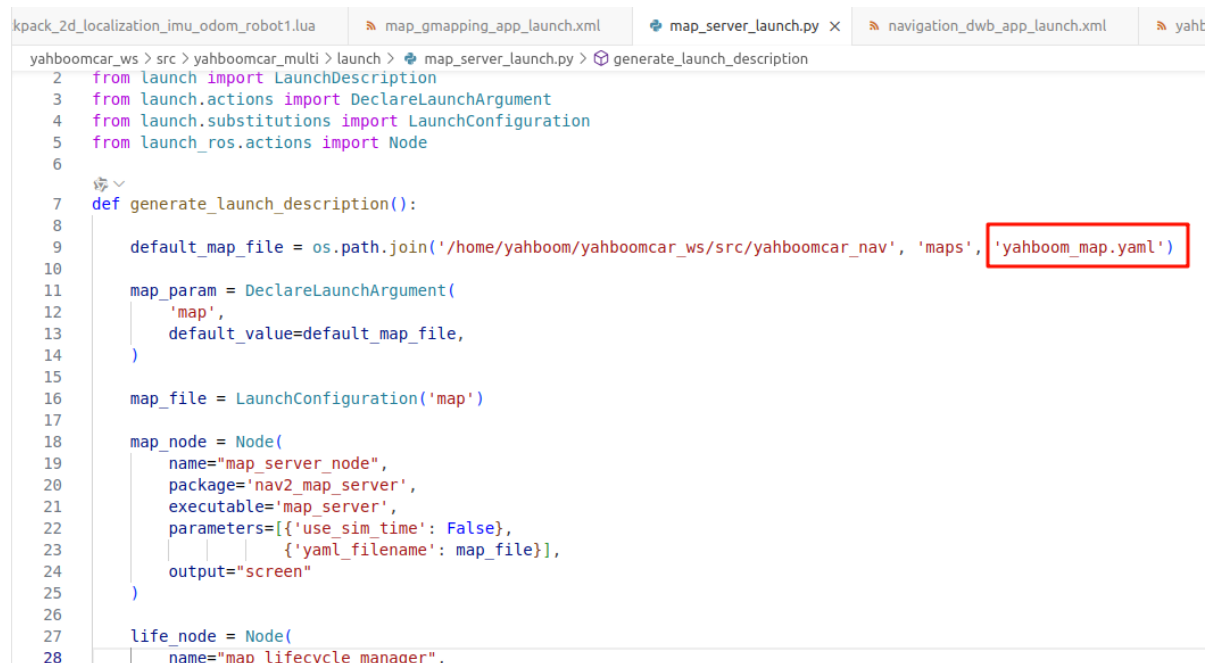 kpack_2d_localization_imu_odom_robot1.lua map_gmapping_app_launch.xml map_server_launch.py × navigation_dwb_app_launch.xml yahb
yahboomcar_ws > src > yahboomcar_multi > launch > map_server_launch.py > generate_launch_description
2 from launch import LaunchDescription
3 from launch.actions import DeclareLaunchArgument
4 from launch.substitutions import LaunchConfiguration
5 from launch_ros.actions import Node
6
7 def generate_launch_description():
8
9 default_map_file = os.path.join('/home/yahboom/yahboomcar_ws/src/yahboomcar_nav', 'maps', 'yahboom_map.yaml')
10
11 map_param = DeclareLaunchArgument(
12 'map',
13 default_value=default_map_file,
14 )
15
16 map_file = LaunchConfiguration('map')
17
18 map_node = Node(
19 name="map_server_node",
20 package='nav2_map_server',
21 executable='map_server',
22 parameters=[{'use_sim_time': False},
23 {'yaml_filename': map_file}],
24 output="screen"
25 )
26
27 life_node = Node(
28 name="map_lifecycle_manager",